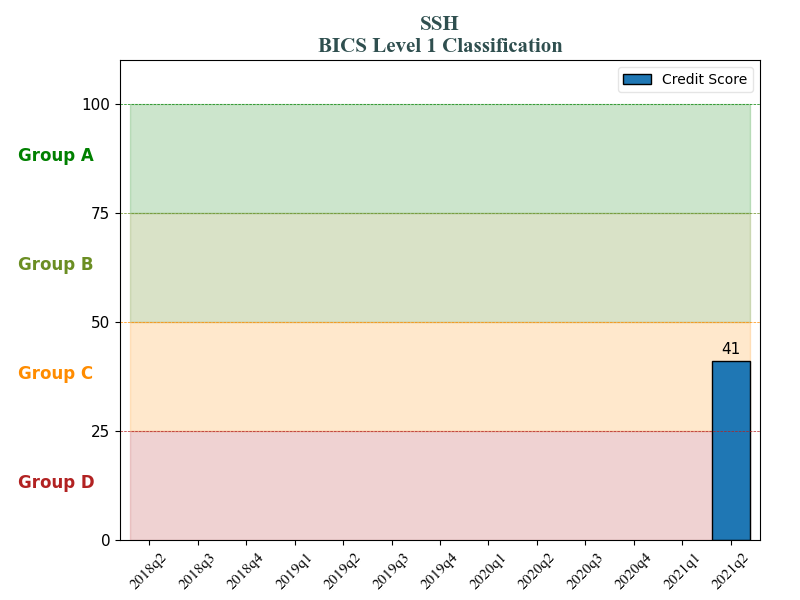 SSH
BICS Level 1 Classification
Credit Score
100
Group A
75
Group B
50
41
Group C
25
Group D
0
2018q2 2018q3 2018q4 2019q1 2019q2 2019q3 2019q4 2020q1 2020q2 2020q3 2020q4 2021q1 2021q2